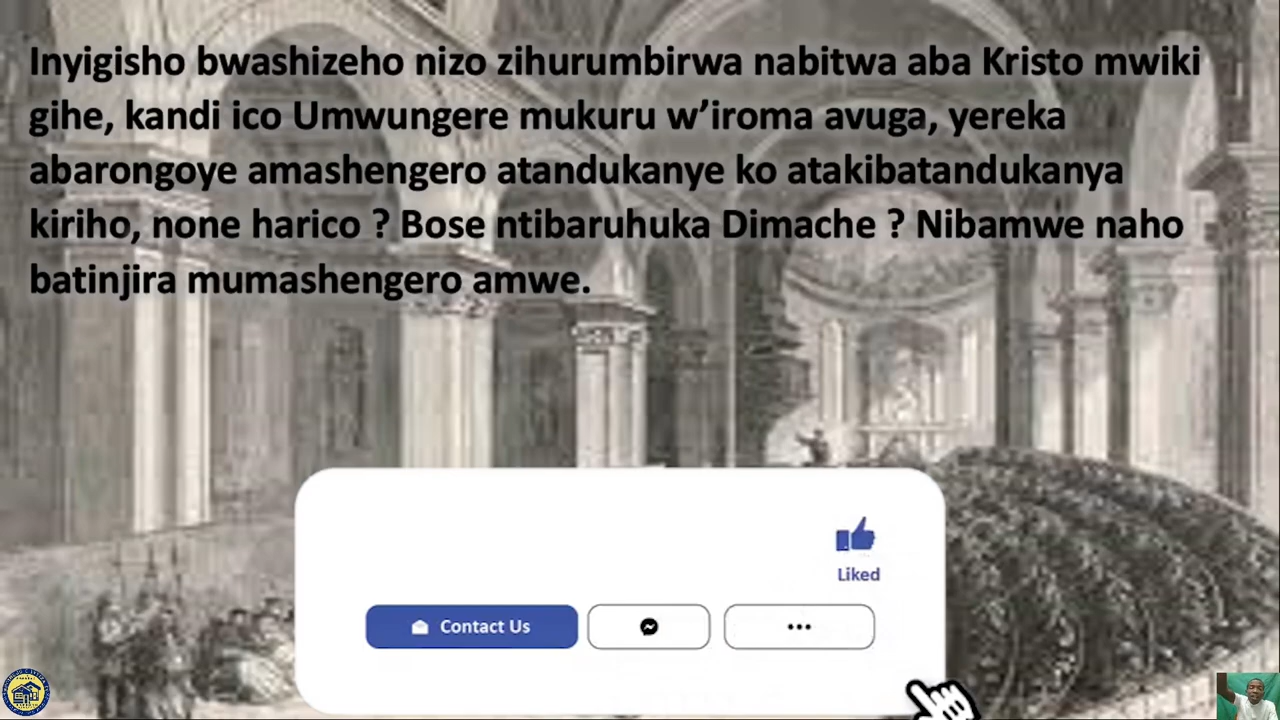 Inyigisho bwashizeho nizo zihurumbirwa nabitwa aba Kristo mwiki
gihe, kandi ico Umwungere mukuru w’iroma avuga, yereka
abarongoye amashengero atandukanye ko atakibatandukanya
kiriho, none harico ? Bose ntibaruhuka Dimache ? Nibamwe naho
batinjira mumashengero amwe.
Liked
Contact Us